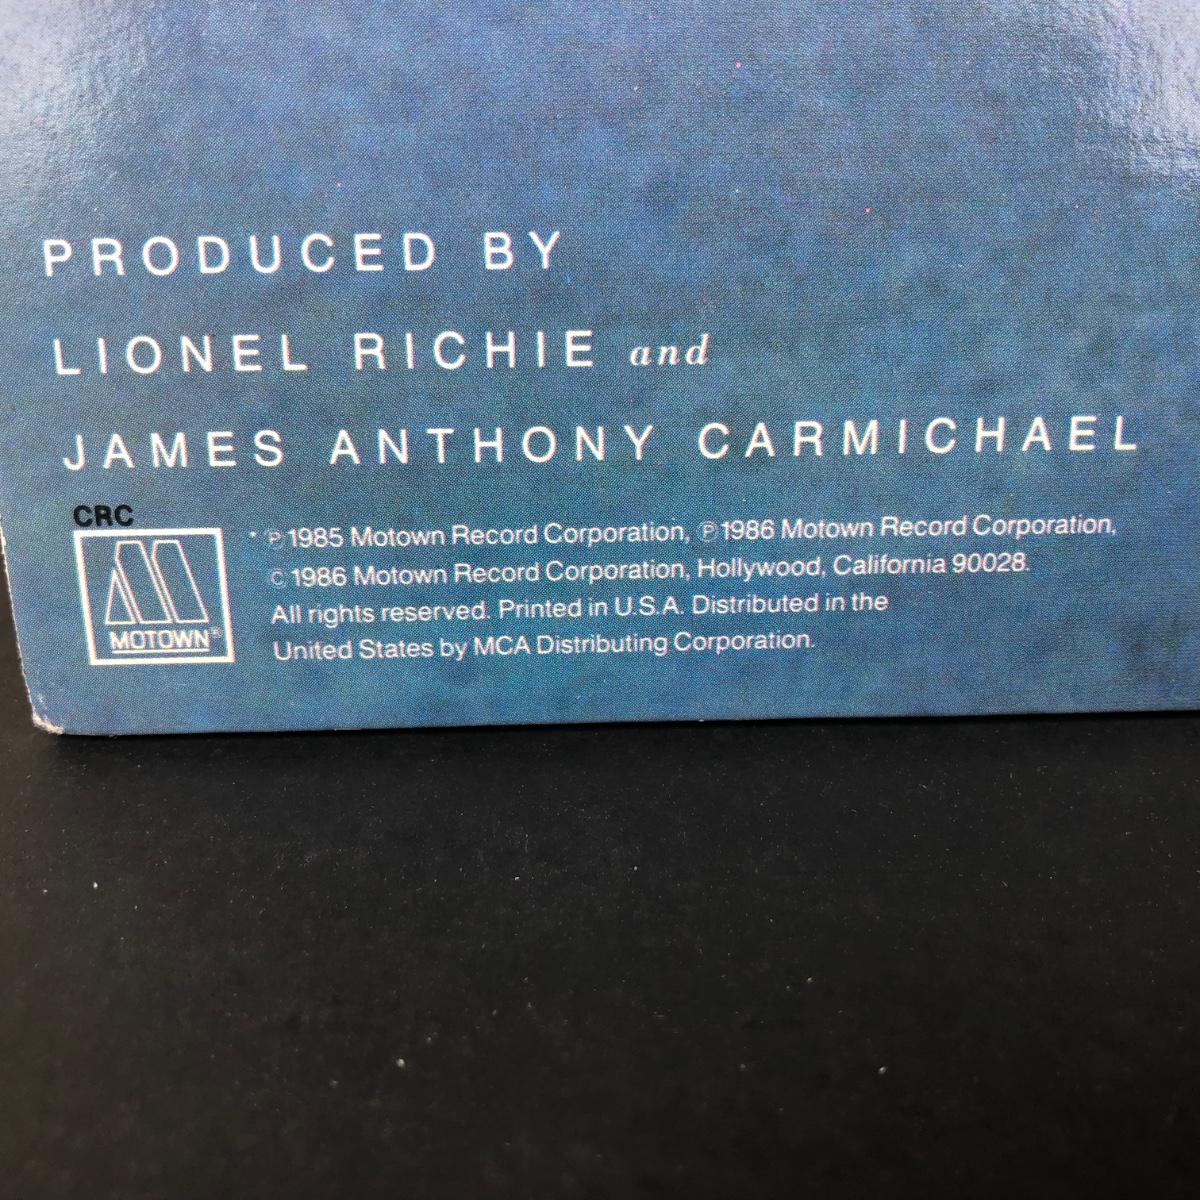 PRODUCED BY
LIONEL RICHIE and
JAMES ANTHONY CARMICHAEL
CRC
MOTOWN®
* ℗ 1985 Motown Record Corporation, ℗ 1986 Motown Record Corporation,
© 1986 Motown Record Corporation, Hollywood, California 90028.
All rights reserved. Printed in U.S.A. Distributed in the
United States by MCA Distributing Corporation.